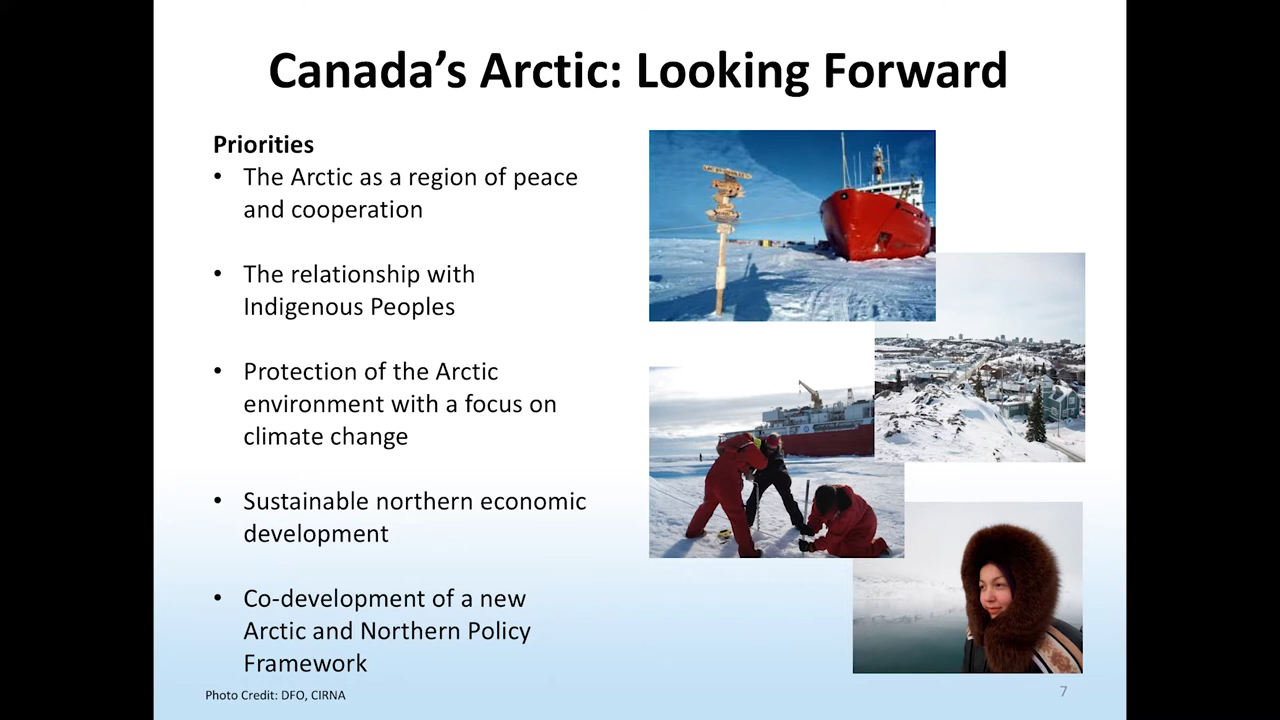 Canada’s Arctic: Looking Forward
Priorities
• The Arctic as a region of peace
and cooperation
• The relationship with
Indigenous Peoples
• Protection of the Arctic
environment with a focus on
climate change
• Sustainable northern economic
development
• Co-development of a new
Arctic and Northern Policy
Framework
Photo Credit: DFO, CIRNA
7